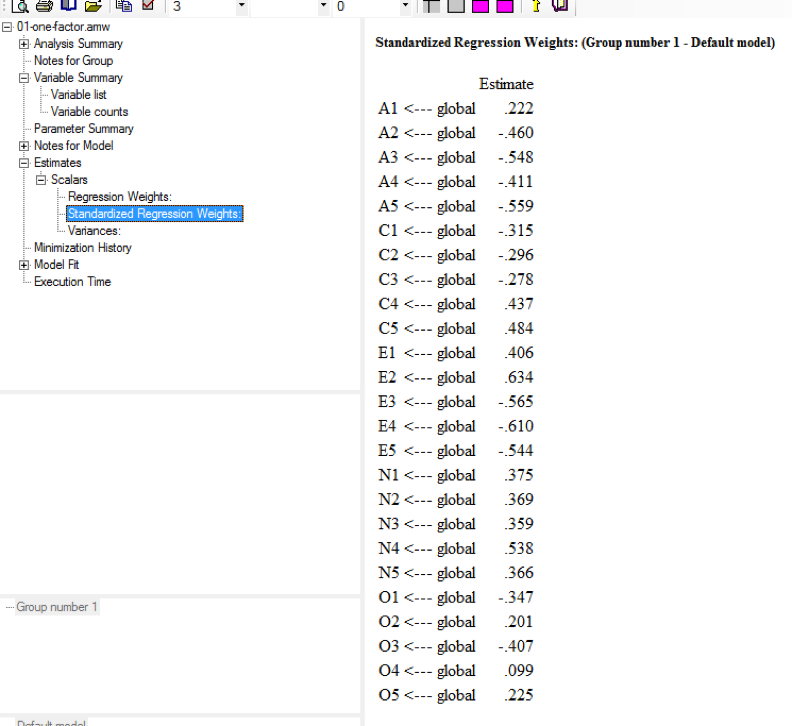 3
0
01-one-factor.amw
Analysis Summary
Notes for Group
Variable Summary
Variable list
Variable counts
Parameter Summary
Notes for Model
Estimates
Scalars
Regression Weights:
Standardized Regression Weights:
Variances:
Minimization History
Model Fit
Execution Time
Group number 1
Default model
Standardized Regression Weights: (Group number 1 - Default model)
Estimate
A1 <--- global .222
A2 <--- global -.460
A3 <--- global -.548
A4 <--- global -.411
A5 <--- global -.559
C1 <--- global -.315
C2 <--- global -.296
C3 <--- global -.278
C4 <--- global .437
C5 <--- global .484
E1 <--- global .406
E2 <--- global .634
E3 <--- global -.565
E4 <--- global -.610
E5 <--- global -.544
N1 <--- global .375
N2 <--- global .369
N3 <--- global .359
N4 <--- global .538
N5 <--- global .366
O1 <--- global -.347
O2 <--- global .201
O3 <--- global -.407
O4 <--- global .099
O5 <--- global .225